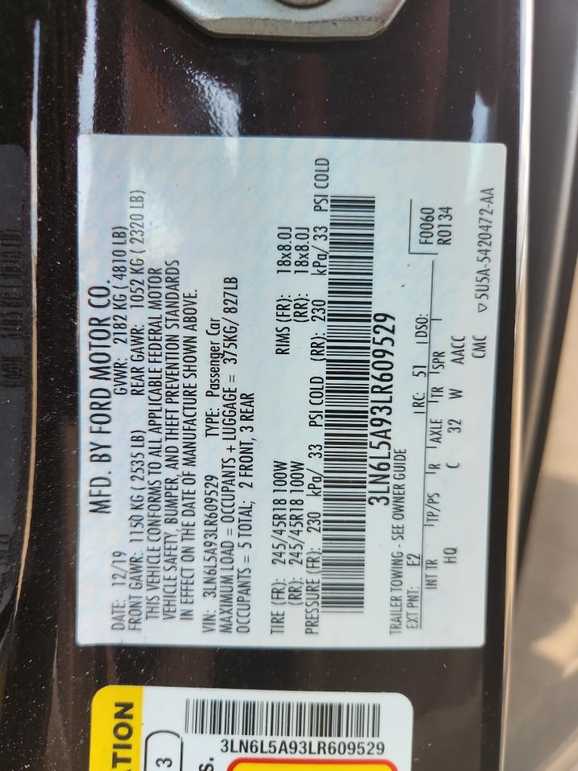 MFD. BY FORD MOTOR CO.
DATE: 12/19 GVWR: 2182 KG ( 4810 LB)
FRONT GAWR: 1150 KG ( 2535 LB) REAR GAWR: 1052 KG ( 2320 LB)
THIS VEHICLE CONFORMS TO ALL APPLICABLE FEDERAL MOTOR
VEHICLE SAFETY, BUMPER, AND THEFT PREVENTION STANDARDS
IN EFFECT ON THE DATE OF MANUFACTURE SHOWN ABOVE.
VIN: 3LN6L5A93LR609529 TYPE: Passenger Car
MAXIMUM LOAD = OCCUPANTS + LUGGAGE = 375KG/ 827LB
OCCUPANTS = 5 TOTAL; 2 FRONT, 3 REAR
TIRE (FR): 245/45R18 100W RIMS (FR): 18x8.0J
(RR): 245/45R18 100W (RR): 18x8.0J
PRESSURE (FR): 230 kPa/ 33 PSI COLD (RR): 230 kPa/ 33 PSI COLD
3LN6L5A93LR609529
TRAILER TOWING - SEE OWNER GUIDE
EXT PNT: E2 RC: 51 DSO:
F0060
R0134
INT TR TP/PS R AXLE TR SPR
HQ C 32 W AACC
CMC ▽5U5A-5420472-AA
ATION
3
S.
3LN6L5A93LR609529